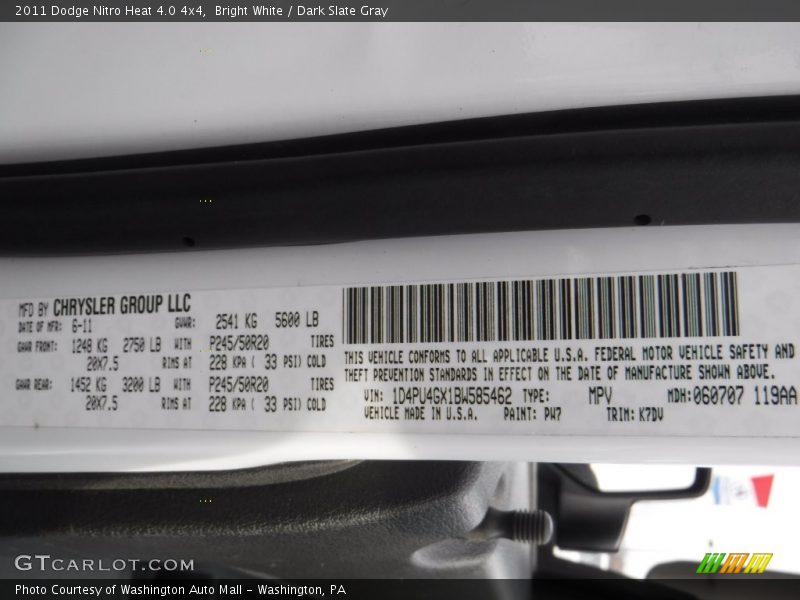 2011 Dodge Nitro Heat 4.0 4x4, Bright White / Dark Slate Gray
MFD BY CHRYSLER GROUP LLC
DATE OF MFR: 6-11 GVWR: 2541 KG 5600 LB
GAWR FRONT: 1248 KG 2750 LB WITH P245/50R20 TIRES
20X7.5 RIMS AT 228 KPA ( 33 PSI) COLD
GAWR REAR: 1452 KG 3200 LB WITH P245/50R20 TIRES
20X7.5 RIMS AT 228 KPA ( 33 PSI) COLD
THIS VEHICLE CONFORMS TO ALL APPLICABLE U.S.A. FEDERAL MOTOR VEHICLE SAFETY AND
THEFT PREVENTION STANDARDS IN EFFECT ON THE DATE OF MANUFACTURE SHOWN ABOVE.
VIN: 1D4PU4GX1BW585462 TYPE: MPV MDH:060707 119AA
VEHICLE MADE IN U.S.A. PAINT: PW7 TRIM:K7DV
GTCARLOT.COM
Photo Courtesy of Washington Auto Mall - Washington, PA